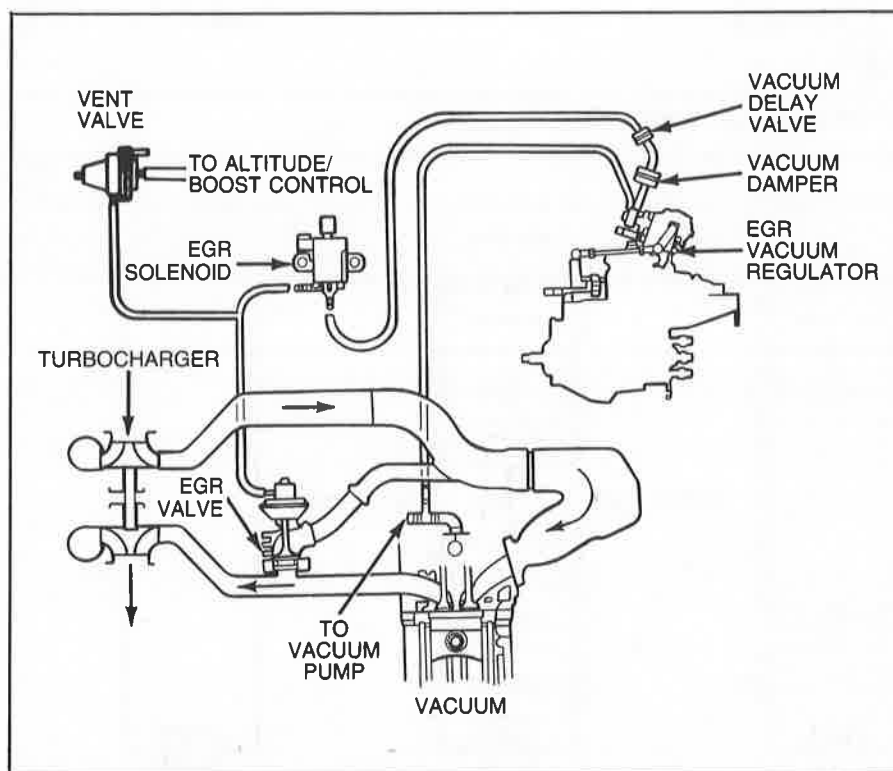 VENT
VALVE
TO ALTITUDE/
BOOST CONTROL
EGR
SOLENOID
VACUUM
DELAY
VALVE
VACUUM
DAMPER
EGR
VACUUM
REGULATOR
TURBOCHARGER
EGR
VALVE
TO
VACUUM
PUMP
VACUUM